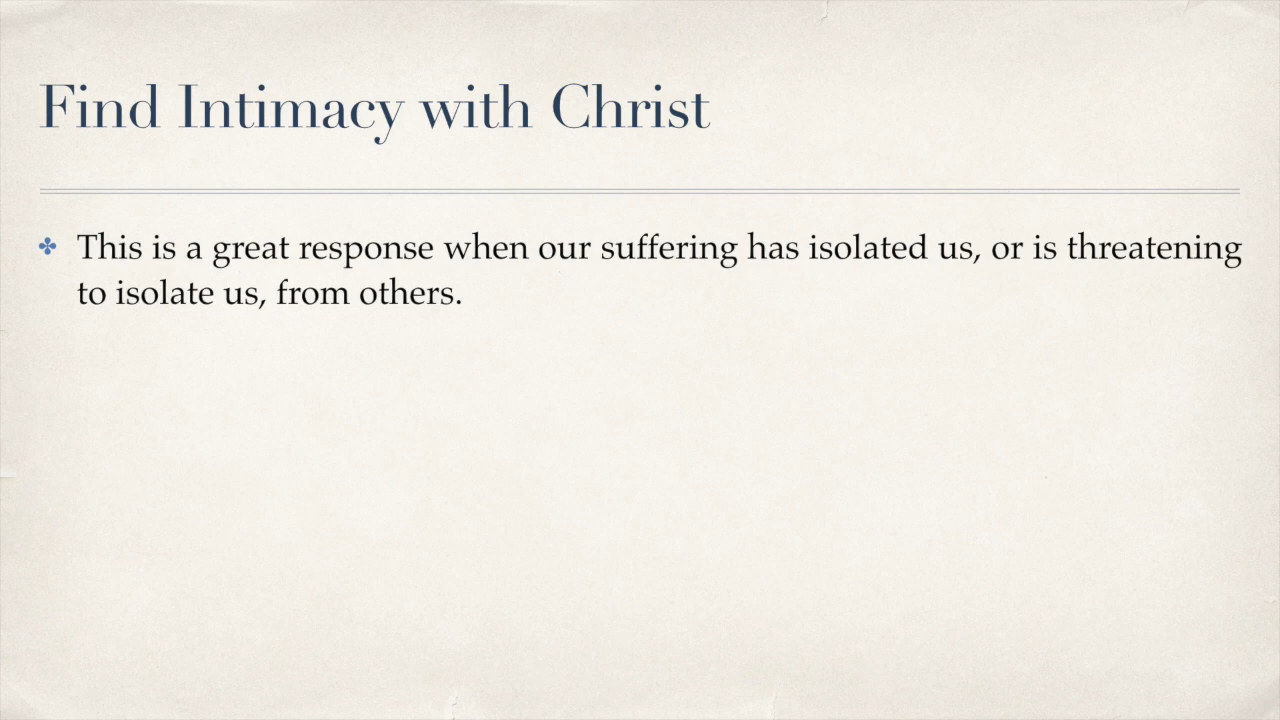 Find Intimacy with Christ
This is a great response when our suffering has isolated us, or is threatening
to isolate us, from others.